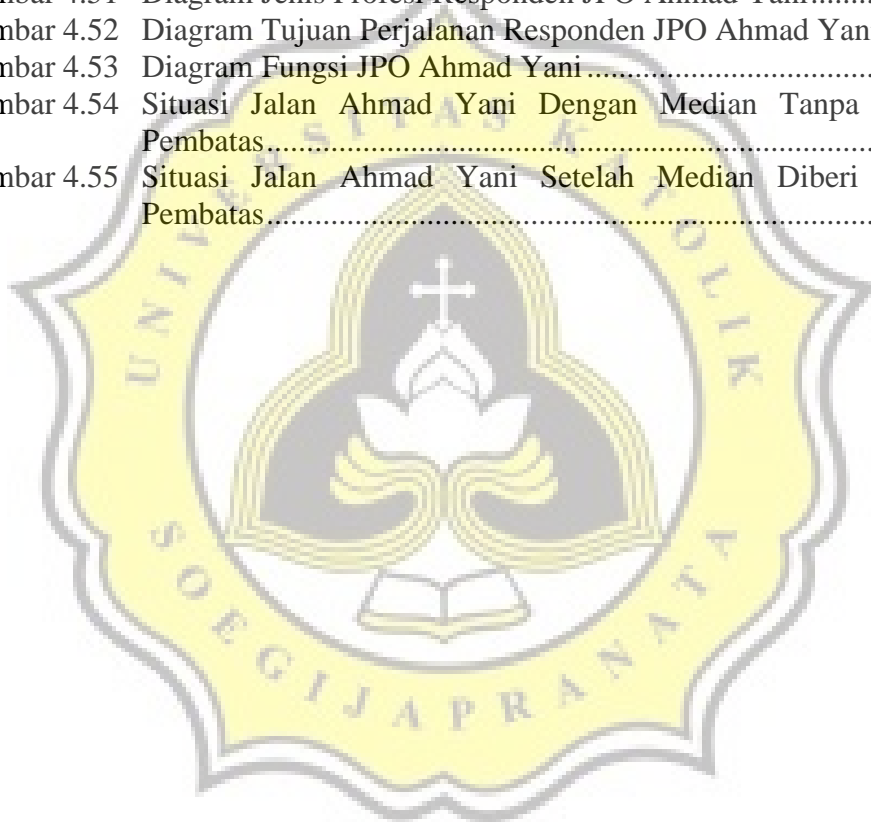 mbar 4.51 Diagram Jenis Profesi Responden JPO Ahmad Yani........
mbar 4.52 Diagram Tujuan Perjalanan Responden JPO Ahmad Yani
mbar 4.53 Diagram Fungsi JPO Ahmad Yani........................................
mbar 4.54 Situasi Jalan Ahmad Yani Dengan Median Tanpa
Pembatas................................................................................
mbar 4.55 Situasi Jalan Ahmad Yani Setelah Median Diberi
Pembatas................................................................................
UNIVERSITAS KATOLIK
SOEGIJAPRANATA